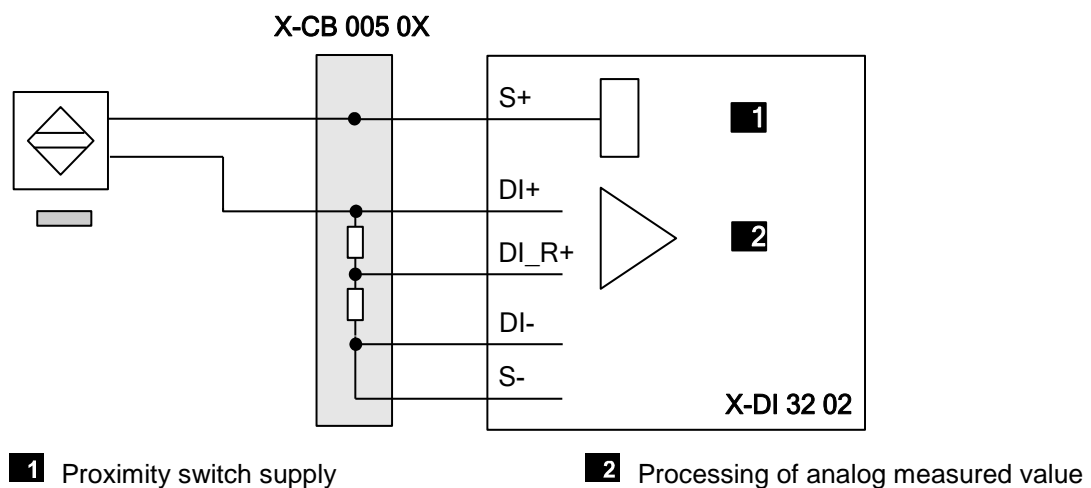 X-CB 005 0X
S+
1
DI+
2
DI_R+
DI-
S-
X-DI 32 02
1 Proximity switch supply
2 Processing of analog measured value